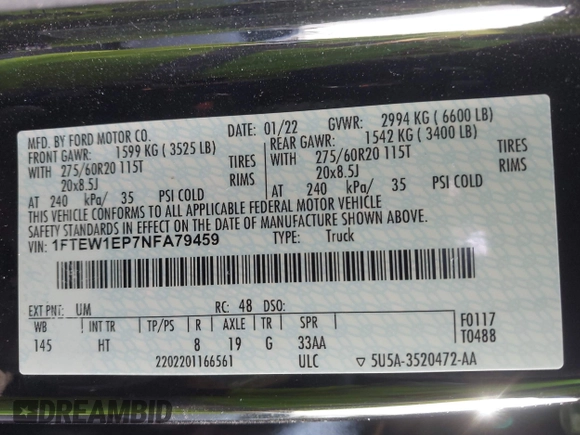 MFD. BY FORD MOTOR CO.
DATE: 01/22 GVWR: 2994 KG ( 6600 LB)
FRONT GAWR: 1599 KG ( 3525 LB) REAR GAWR: 1542 KG ( 3400 LB)
WITH 275/60R20 115T TIRES WITH 275/60R20 115T TIRES
20x8.5J RIMS 20x8.5J RIMS
AT 240 kPa/ 35 PSI COLD AT 240 kPa/ 35 PSI COLD
THIS VEHICLE CONFORMS TO ALL APPLICABLE FEDERAL MOTOR VEHICLE
SAFETY STANDARDS IN EFFECT ON THE DATE OF MANUFACTURE SHOWN ABOVE.
VIN: 1FTEW1EP7NFA79459 TYPE: Truck
EXT PNT: UM RC: 48 DSO: F0117
WB INT TR TP/PS R AXLE TR SPR T0488
145 HT 8 19 G 33AA
2202201166561 ULC ▽ 5U5A-3520472-AA
DREAMBID